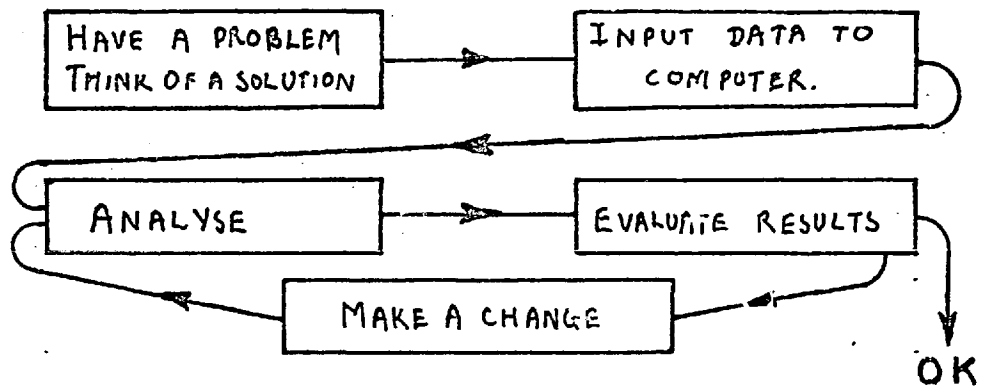 HAVE A PROBLEM
THINK OF A SOLUTION
INPUT DATA TO
COMPUTER.
ANALYSE
EVALUATE RESULTS
MAKE A CHANGE
OK